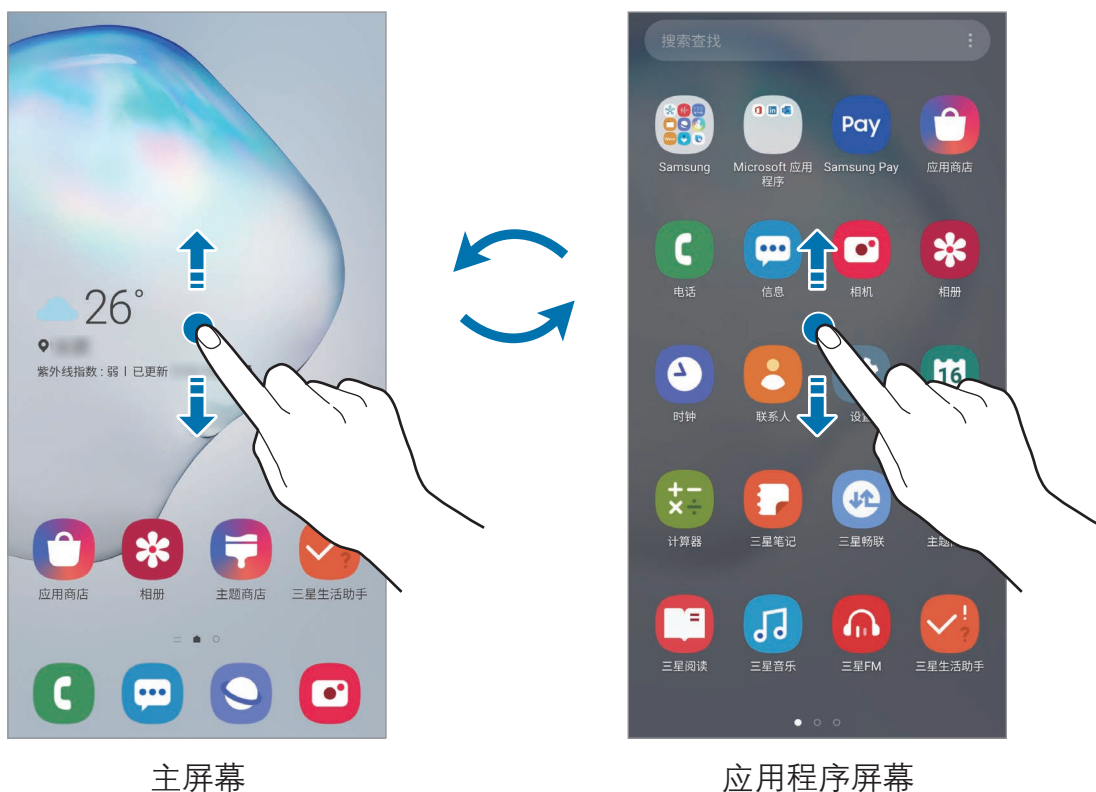 26°
紫外线指数 : 弱 | 已更新
应用商店
相册
主题商店
三星生活助手
主屏幕
搜索查找
Samsung
Microsoft 应用
程序
Pay
Samsung Pay
应用商店
电话
信息
相机
相册
时钟
联系人
设置
16
计算器
三星笔记
三星畅联
主题
三星阅读
三星音乐
三星FM
三星生活助手
应用程序屏幕